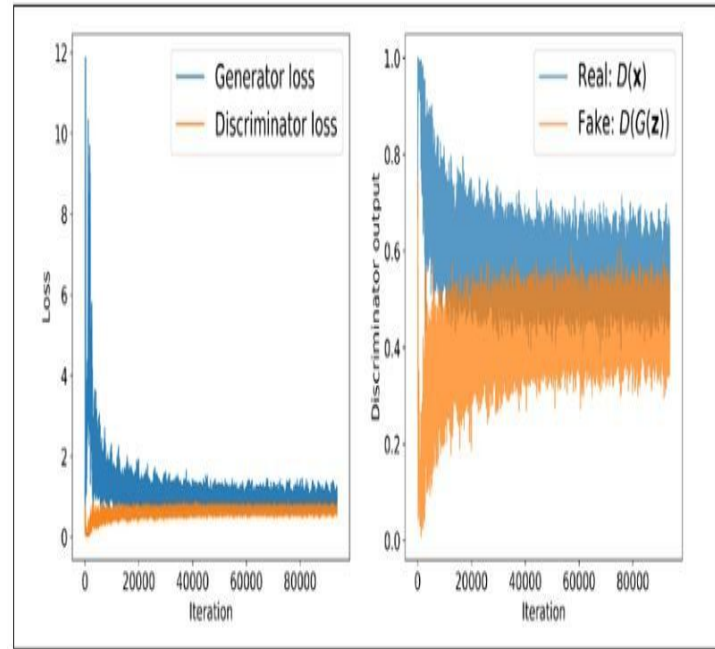 12
10
8
6
4
2
0
Loss
Generator loss
Discriminator loss
0 20000 40000 60000 80000
Iteration
1.0
0.8
0.6
0.4
0.2
0.0
Discriminator output
Real: D(x)
Fake: D(G(z))
0 20000 40000 60000 80000
Iteration